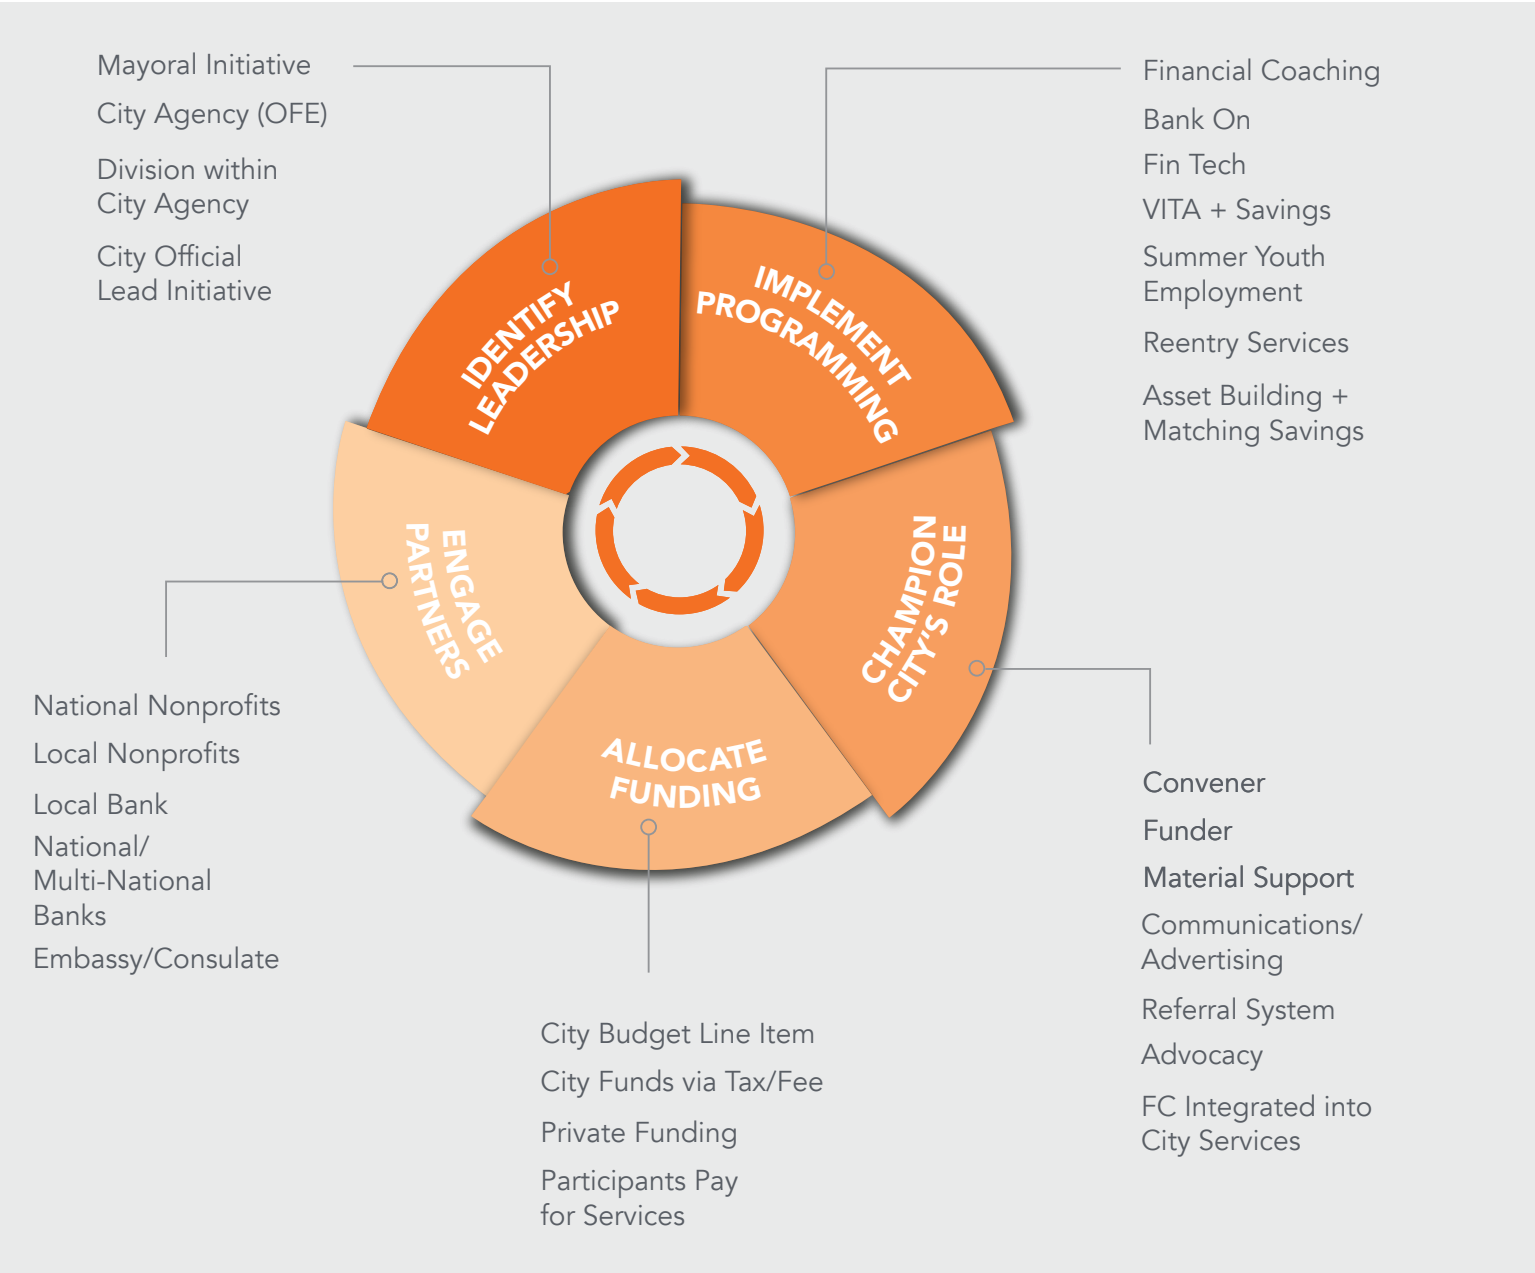 Mayoral Initiative
City Agency (OFE)
Division within
City Agency
City Official
Lead Initiative
IDENTIFY
LEADERSHIP
Financial Coaching
Bank On
Fin Tech
VITA + Savings
Summer Youth
Employment
Reentry Services
Asset Building +
Matching Savings
IMPLEMENT
PROGRAMMING
CHAMPION
CITY'S ROLE
Convener
Funder
Material Support
Communications/
Advertising
Referral System
Advocacy
FC Integrated into
City Services
ALLOCATE
FUNDING
City Budget Line Item
City Funds via Tax/Fee
Private Funding
Participants Pay
for Services
ENGAGE
PARTNERS
National Nonprofits
Local Nonprofits
Local Bank
National/
Multi-National
Banks
Embassy/Consulate